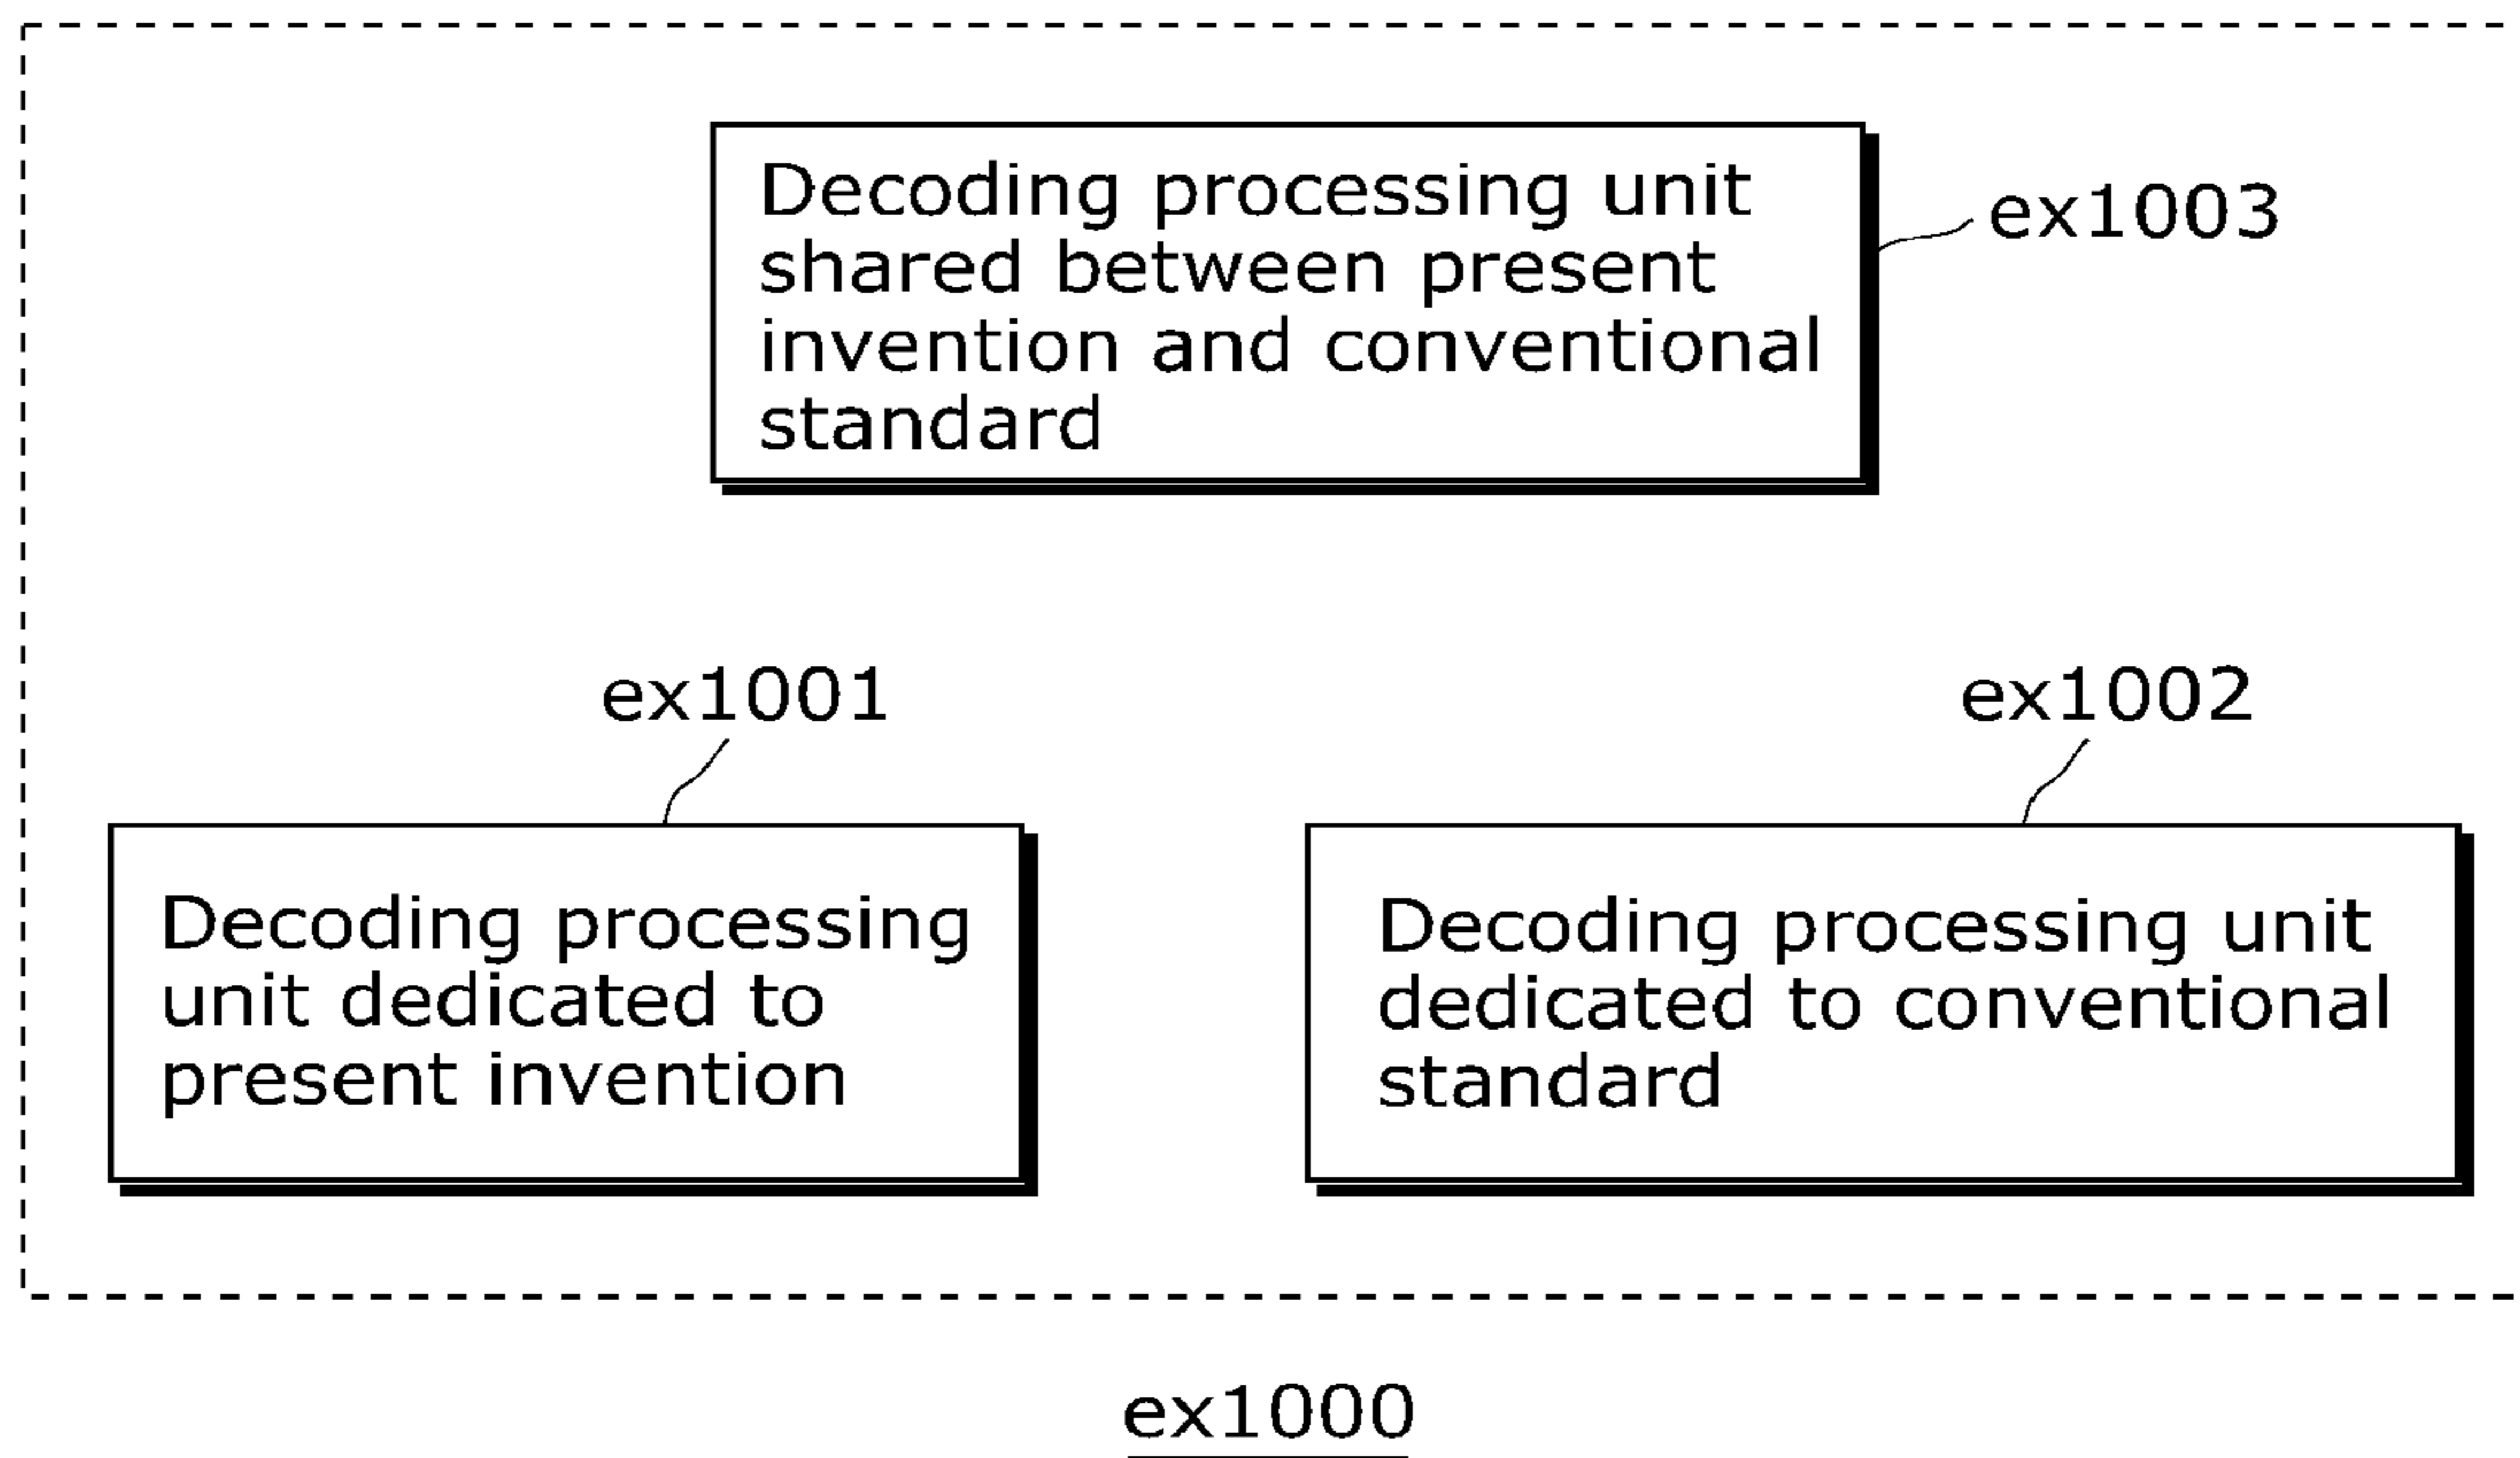 Decoding processing unit
shared between present
invention and conventional
standard
ex1003
ex1001
ex1002
Decoding processing
unit dedicated to
present invention
Decoding processing unit
dedicated to conventional
standard
ex1000